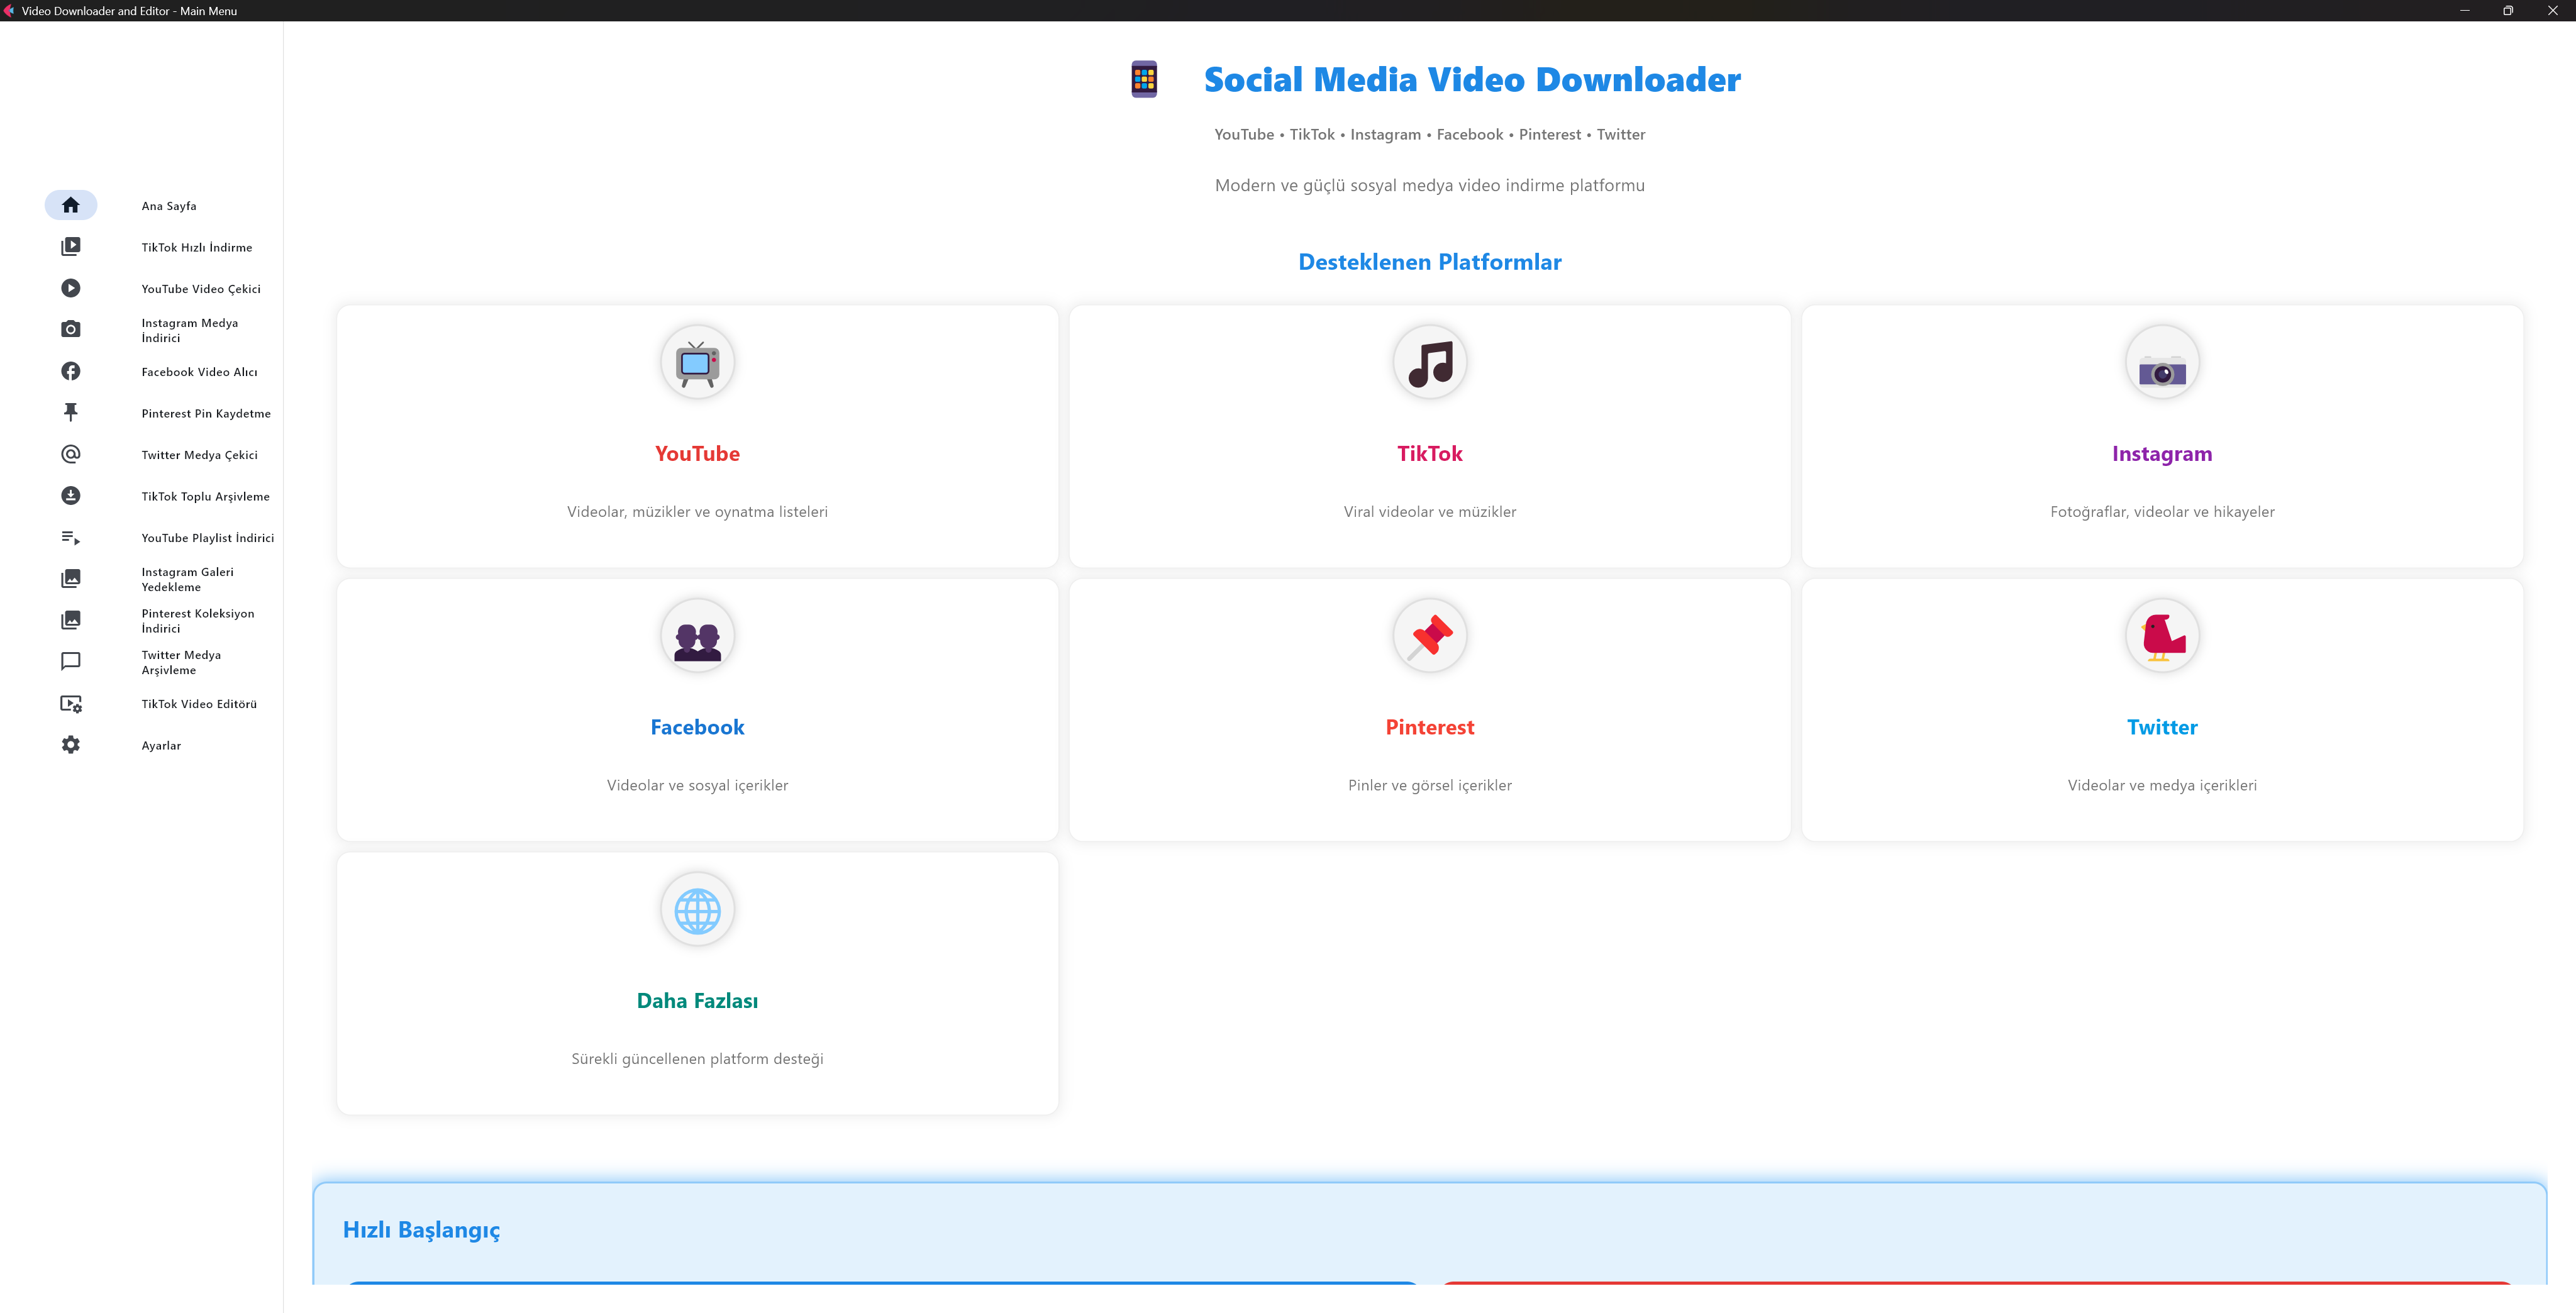 Video Downloader and Editor - Main Menu
Ana Sayfa
TikTok Hızlı İndirme
YouTube Video Çekici
Instagram Medya
İndirici
Facebook Video Alıcı
Pinterest Pin Kaydetme
Twitter Medya Çekici
TikTok Toplu Arşivleme
YouTube Playlist İndirici
Instagram Galeri
Yedekleme
Pinterest Koleksiyon
İndirici
Twitter Medya
Arşivleme
TikTok Video Editörü
Ayarlar
Social Media Video Downloader
YouTube • TikTok • Instagram • Facebook • Pinterest • Twitter
Modern ve güçlü sosyal medya video indirme platformu
Desteklenen Platformlar
YouTube
Videolar, müzikler ve oynatma listeleri
TikTok
Viral videolar ve müzikler
Instagram
Fotoğraflar, videolar ve hikayeler
Facebook
Videolar ve sosyal içerikler
Pinterest
Pinler ve görsel içerikler
Twitter
Videolar ve medya içerikleri
Daha Fazlası
Sürekli güncellenen platform desteği
Hızlı Başlangıç